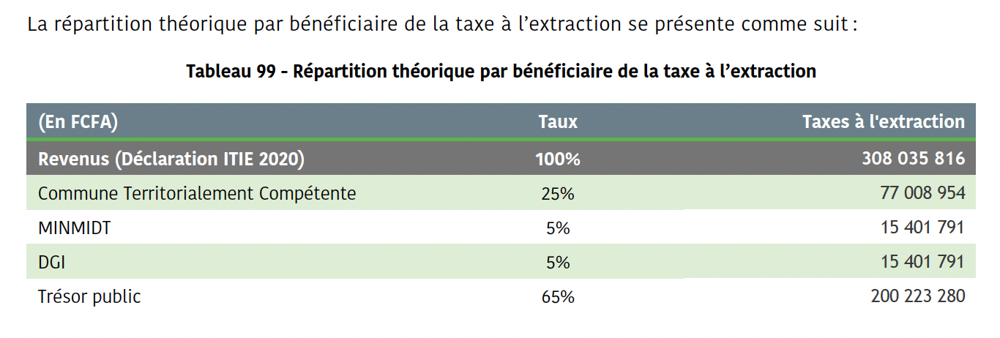 La répartition théorique par bénéficiaire de la taxe à l’extraction se présente comme suit :
Tableau 99 - Répartition théorique par bénéficiaire de la taxe à l’extraction
(En FCFA) Taux Taxes à l'extraction
Revenus (Déclaration ITIE 2020) 100% 308 035 816
Commune Territorialement Compétente 25% 77 008 954
MINMIDT 5% 15 401 791
DGI 5% 15 401 791
Trésor public 65% 200 223 280